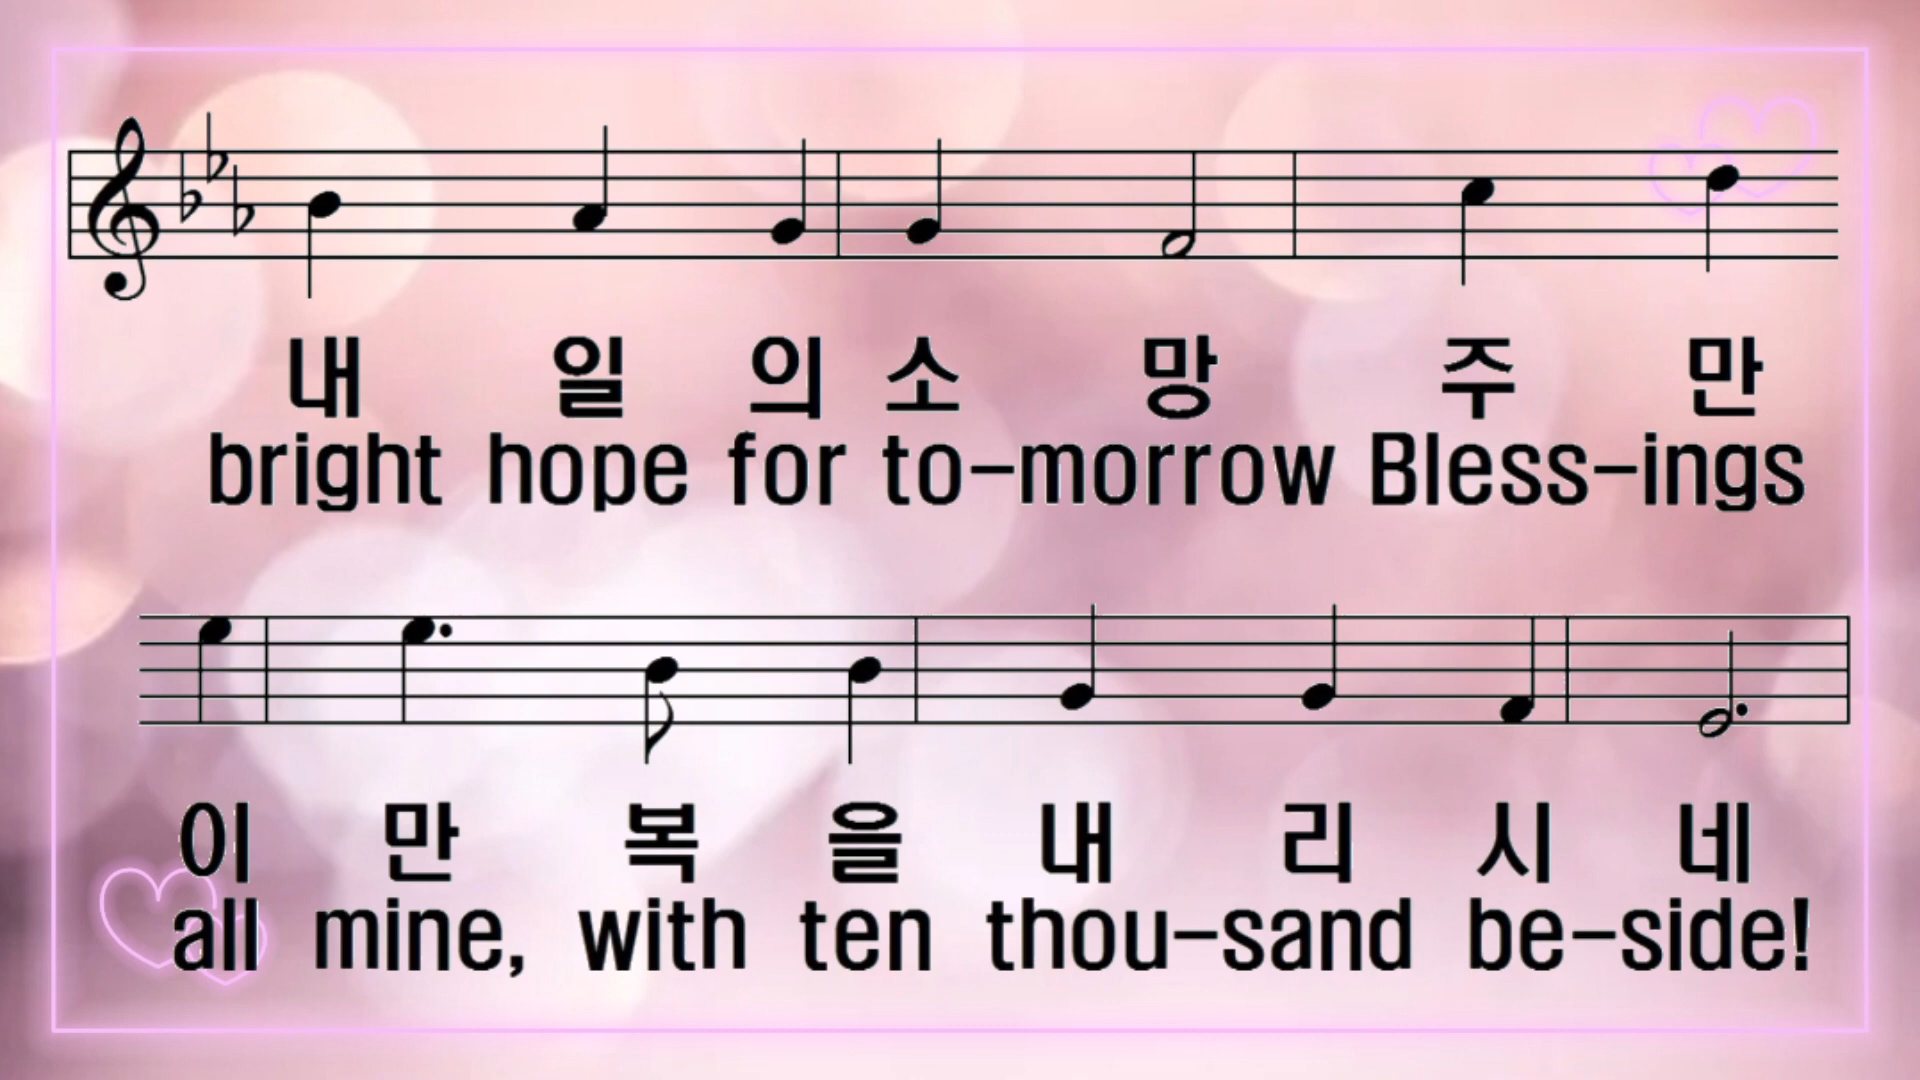 내 일 의 소 망 주 만
bright hope for to-morrow Bless-ings
이 만 복 을 내 리 시 네
all mine, with ten thou-sand be-side!